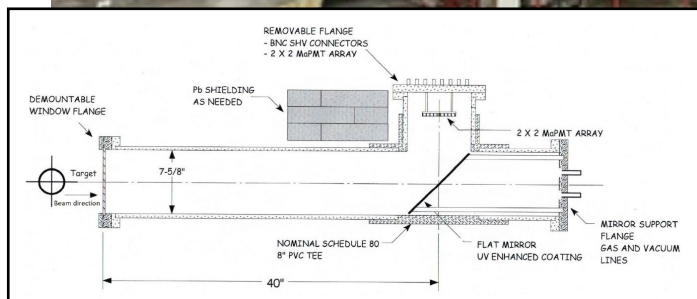 REMOVABLE FLANGE
- BNC SHV CONNECTORS
- 2 X 2 MaPMT ARRAY
Pb SHIELDING
AS NEEDED
DEMOUNTABLE
WINDOW FLANGE
2 X 2 MaPMT ARRAY
Target
7-5/8"
Beam direction
MIRROR SUPPORT
FLANGE
GAS AND VACUUM
LINES
NOMINAL SCHEDULE 80
8" PVC TEE
FLAT MIRROR
UV ENHANCED COATING
40"